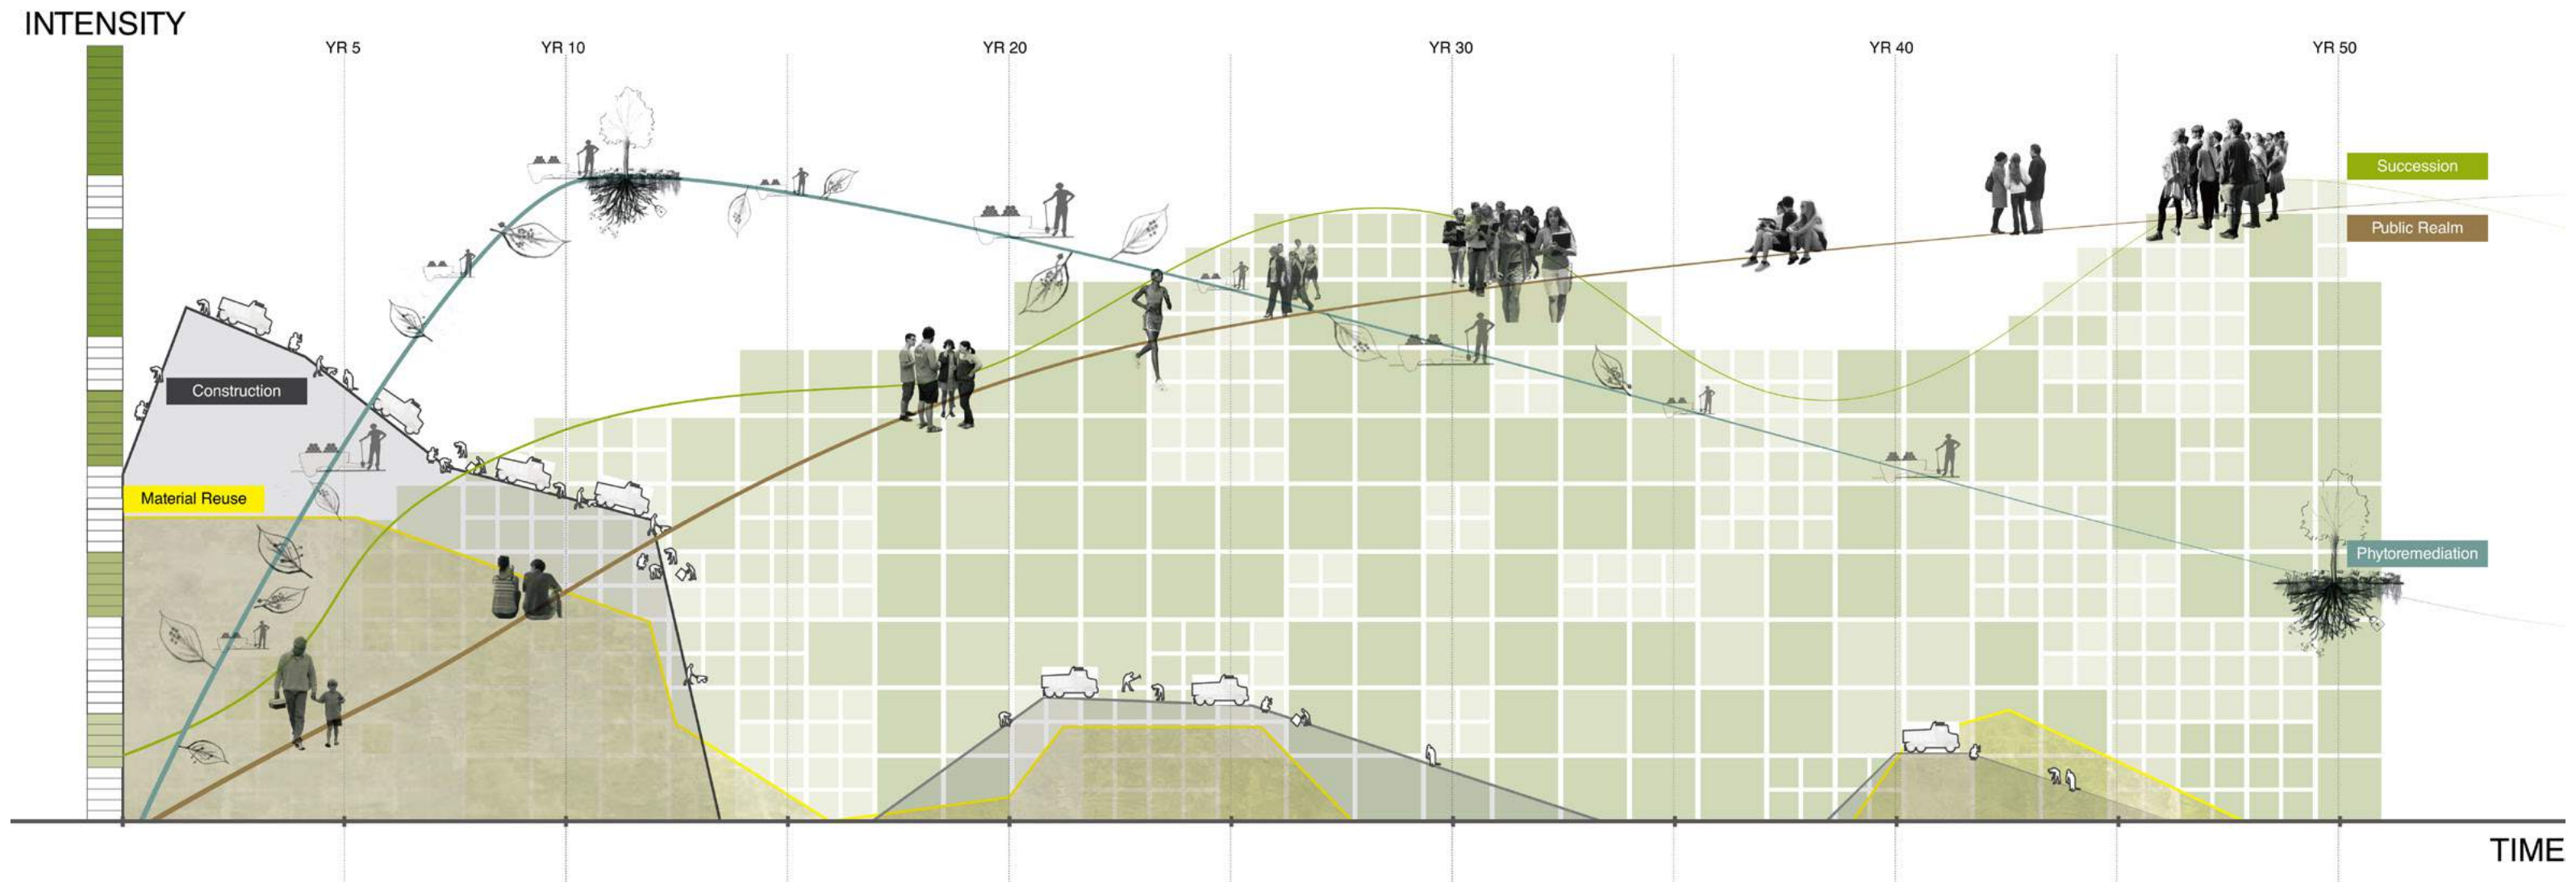 INTENSITY
YR 5
YR 10
YR 20
YR 30
YR 40
YR 50
Succession
Public Realm
Construction
Material Reuse
Phytoremediation
TIME